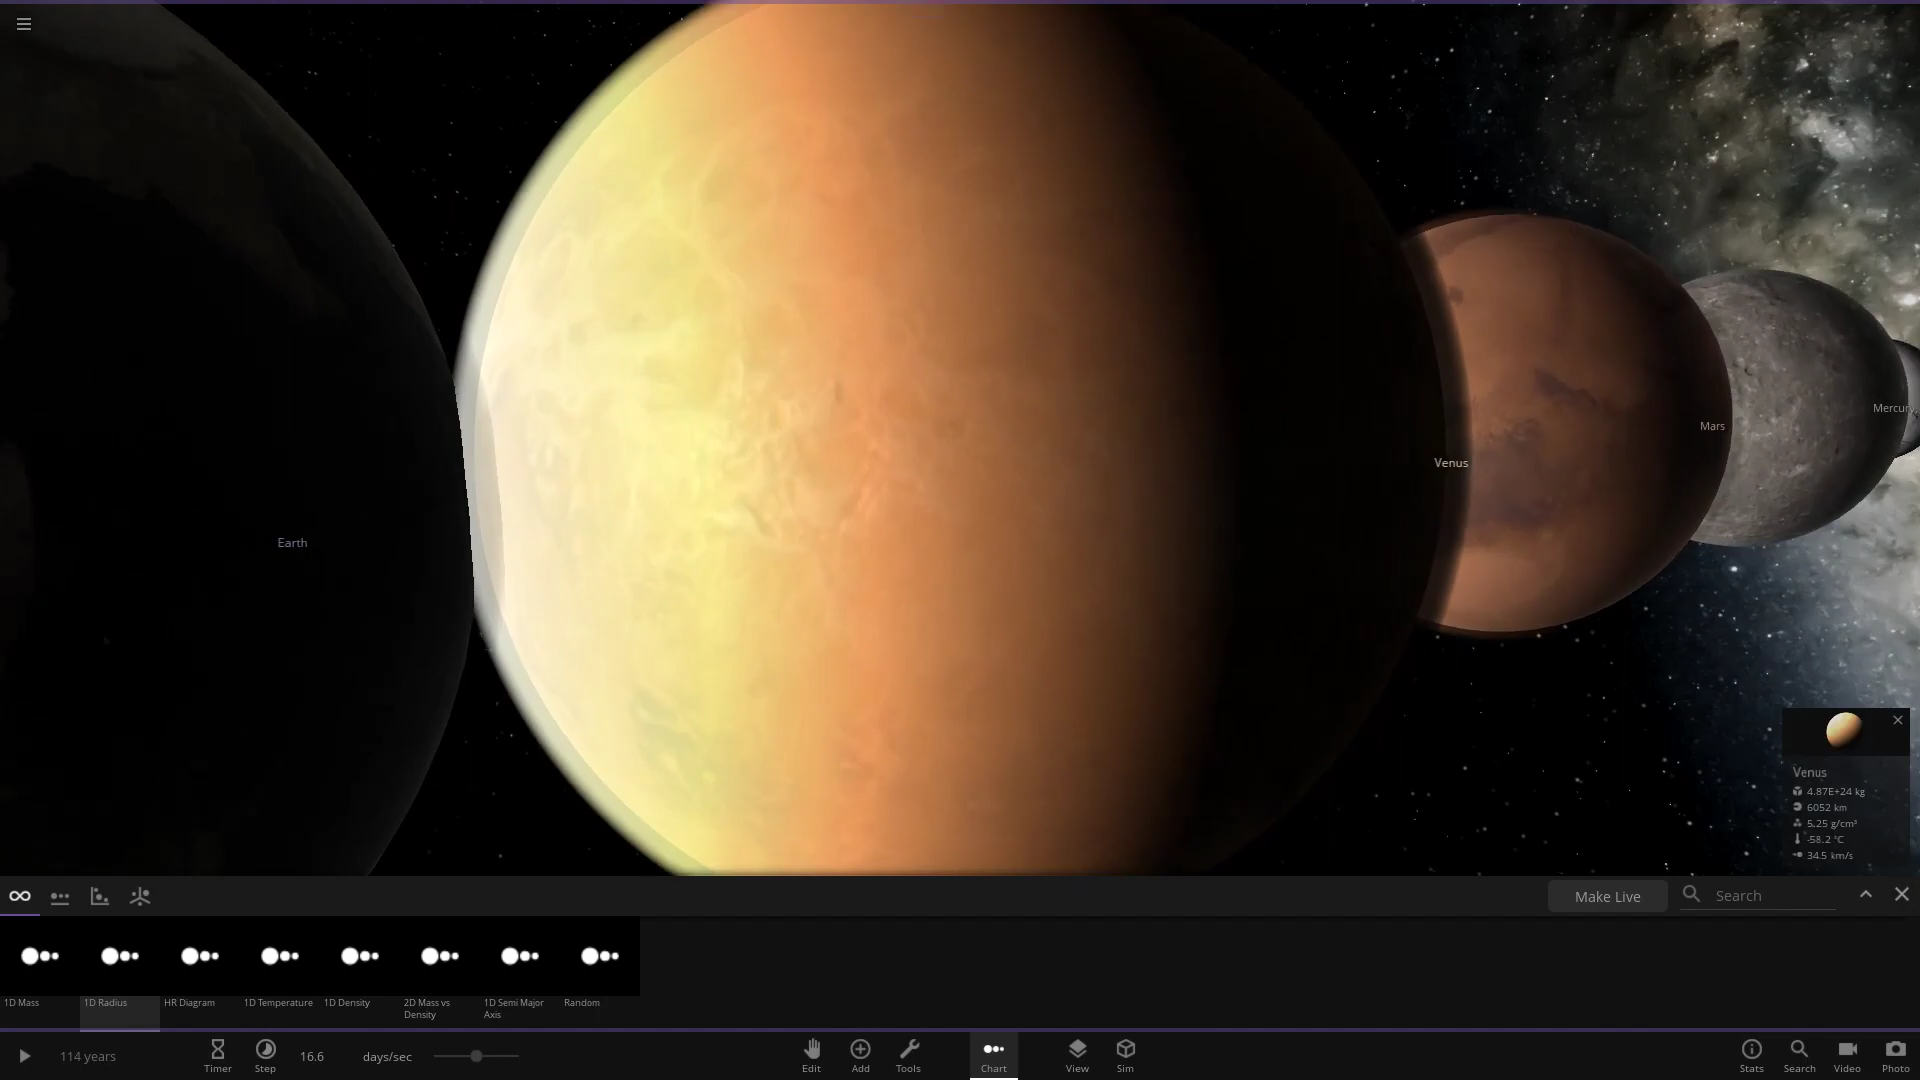 Earth
Venus
Mars
Mercury
Venus
4.87E+24 kg
6052 km
5.25 g/cm³
-58.2 °C
34.5 km/s
Make Live
Search
1D Mass
1D Radius
HR Diagram
1D Temperature
1D Density
2D Mass vs
Density
1D Semi Major
Axis
Random
114 years
Timer
Step
16.6
days/sec
Edit
Add
Tools
Chart
View
Sim
Stats
Search
Video
Photo